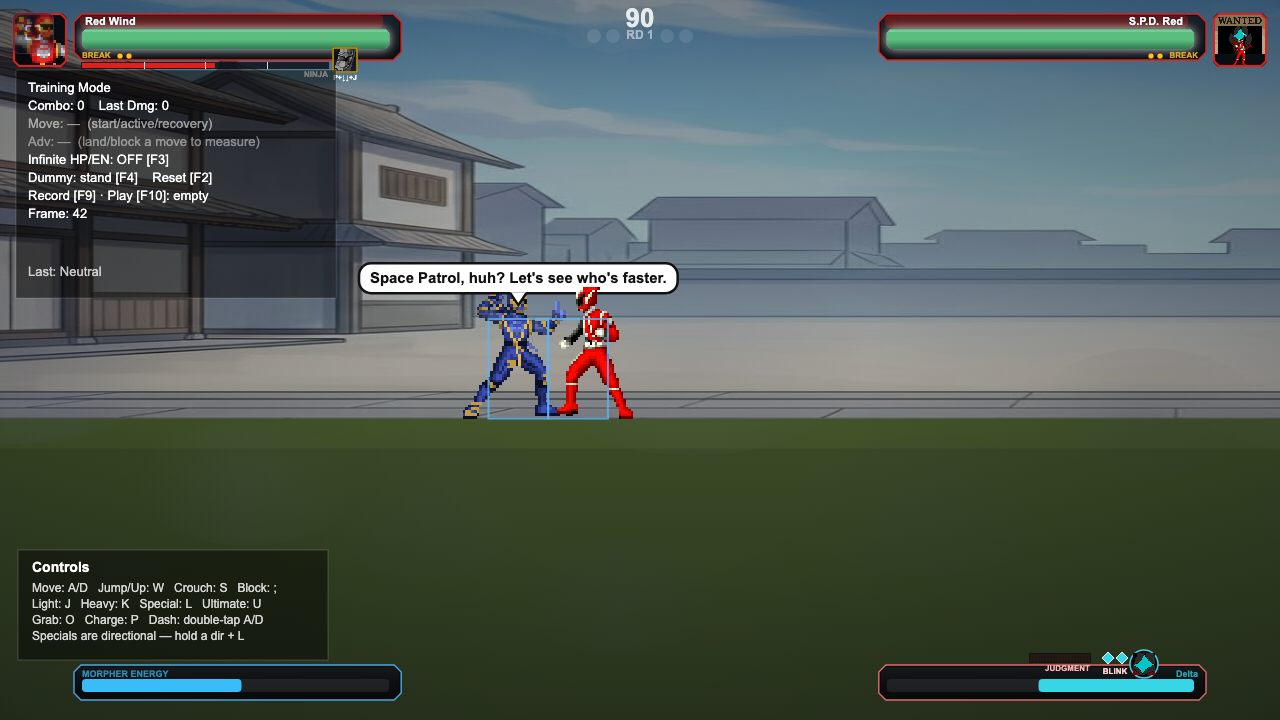 Red Wind
90
RD 1
S.P.D. Red
WANTED
BREAK
BREAK
NINJA
Training Mode
Combo: 0 Last Dmg: 0
Move: — (start/active/recovery)
Adv: — (land/block a move to measure)
Infinite HP/EN: OFF [F3]
Dummy: stand [F4] Reset [F2]
Record [F9] · Play [F10]: empty
Frame: 42
Last: Neutral
Space Patrol, huh? Let's see who's faster.
Controls
Move: A/D Jump/Up: W Crouch: S Block: ;
Light: J Heavy: K Special: L Ultimate: U
Grab: O Charge: P Dash: double-tap A/D
Specials are directional — hold a dir + L
MORPHER ENERGY
JUDGMENT
BLINK
Delta